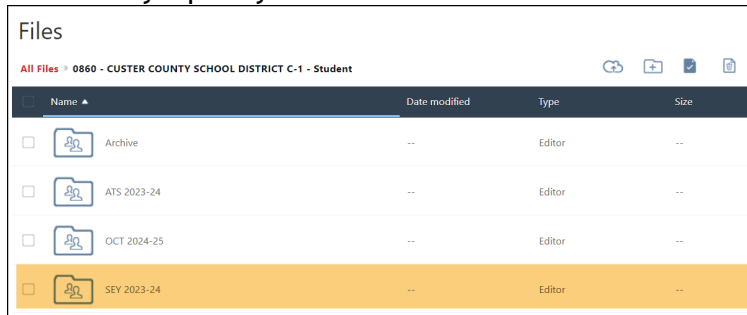 Files
All Files » 0860 - CUSTER COUNTY SCHOOL DISTRICT C-1 - Student
Name ▲ Date modified Type Size
Archive -- Editor --
ATS 2023-24 -- Editor --
OCT 2024-25 -- Editor --
SEY 2023-24 -- Editor --